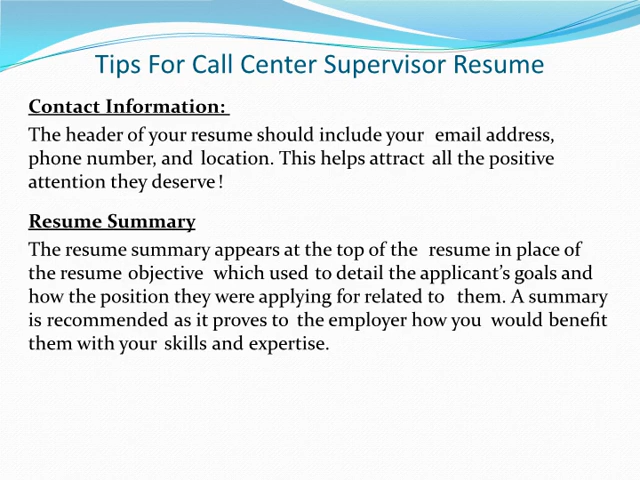 Tips For Call Center Supervisor Resume
Contact Information:
The header of your resume should include your email address,
phone number, and location. This helps attract all the positive
attention they deserve!
Resume Summary
The resume summary appears at the top of the resume in place of
the resume objective which used to detail the applicant's goals and
how the position they were applying for related to them. A summary
is recommended as it proves to the employer how you would benefit
them with your skills and expertise.